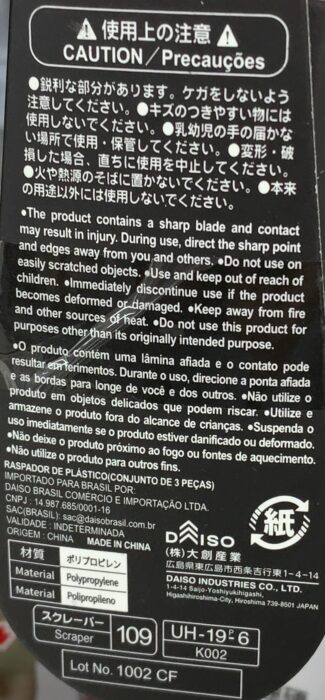 使用上の注意
CAUTION / Precauções
●鋭利な部分があります。ケガをしないよう
注意してください。●キズのつきやすい物には
使用しないでください。●乳幼児の手の届かな
い場所で使用・保管してください。●変形・破
損した場合、直ちに使用を中止してください。
●火や熱源のそばに置かないでください。●本来
の用途以外には使用しないでください。
●The product contains a sharp blade and contact
may result in injury. During use, direct the sharp point
and edges away from you and others. ●Do not use on
easily scratched objects. ●Use and keep out of reach of
children. ●Immediately discontinue use if the product
becomes deformed or damaged. ●Keep away from fire
and other sources of heat. ●Do not use this product for
purposes other than its originally intended purpose.
●O produto contém uma lâmina afiada e o contato pode
resultar em ferimentos. Durante o uso, direcione a ponta afiada
e as bordas para longe de você e dos outros. ●Não utilize o
produto em objetos delicados que podem riscar. ●Utilize e
armazene o produto fora do alcance de crianças. ●Suspenda o
uso imediatamente se o produto estiver danificado ou deformado.
●Não deixe o produto próximo ao fogo ou fontes de aquecimento.
●Não utilize o produto para outros fins.
RASPADOR DE PLÁSTICO(CONJUNTO DE 3 PEÇAS)
IMPORTADO PARA BRASIL POR:
DAISO BRASIL COMÉRCIO E IMPORTAÇÃO LTDA.
CNPJ : 14.987.685/0001-16
SAC(BRASIL): sac@daisobrasil.com.br
VALIDADE : INDETERMINADA
ORIGEM : CHINA MADE IN CHINA
紙
材質 ポリプロピレン
Material Polypropylene
Material Polipropileno
DAISO
(株)大創産業
広島県東広島市西条吉行東1-4-14
DAISO INDUSTRIES CO., LTD.
1-4-14 Saijo-Yoshiyukihigashi,
Higashihiroshima-City, Hiroshima 739-8501 JAPAN
スクレーパー
Scraper 109
UH-19-P6
K002
Lot No. 1002 CF